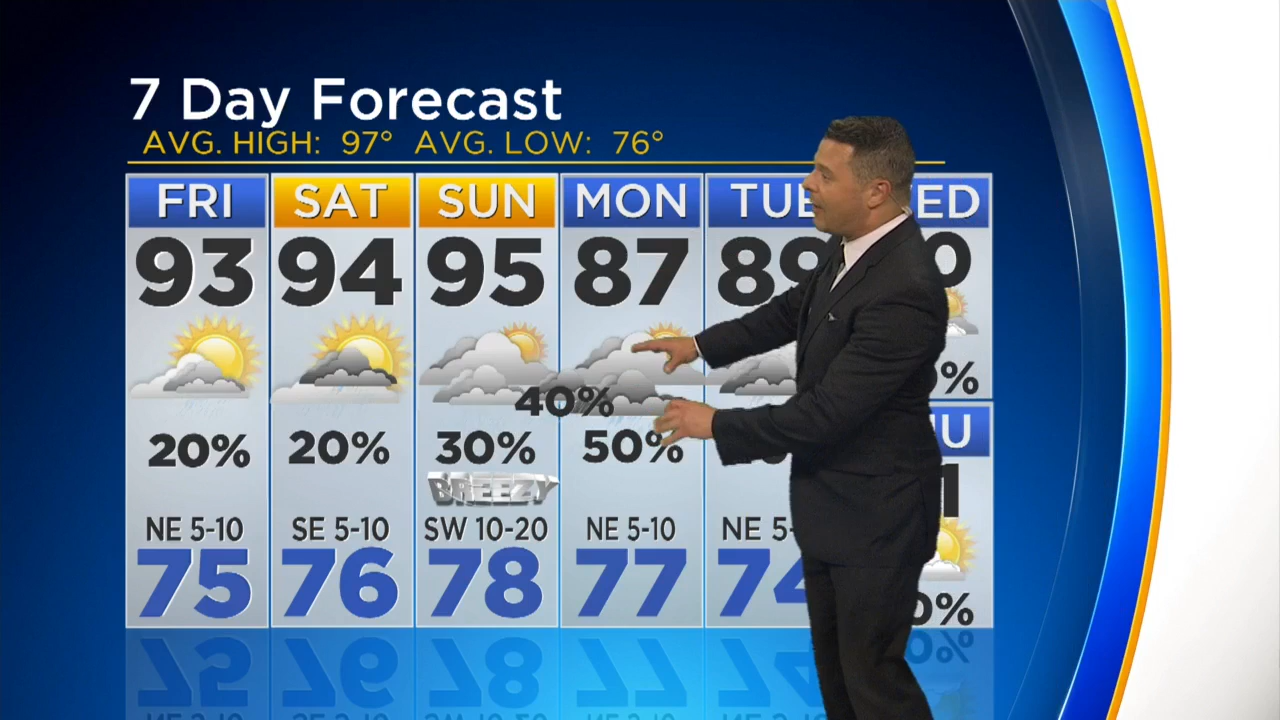 7 Day Forecast
AVG. HIGH: 97° AVG. LOW: 76°
FRI SAT SUN MON
93 94 95 87
40%
20% 20% 30% 50%
BREEZY
NE 5-10 SE 5-10 SW 10-20 NE 5-10
75 76 78 77